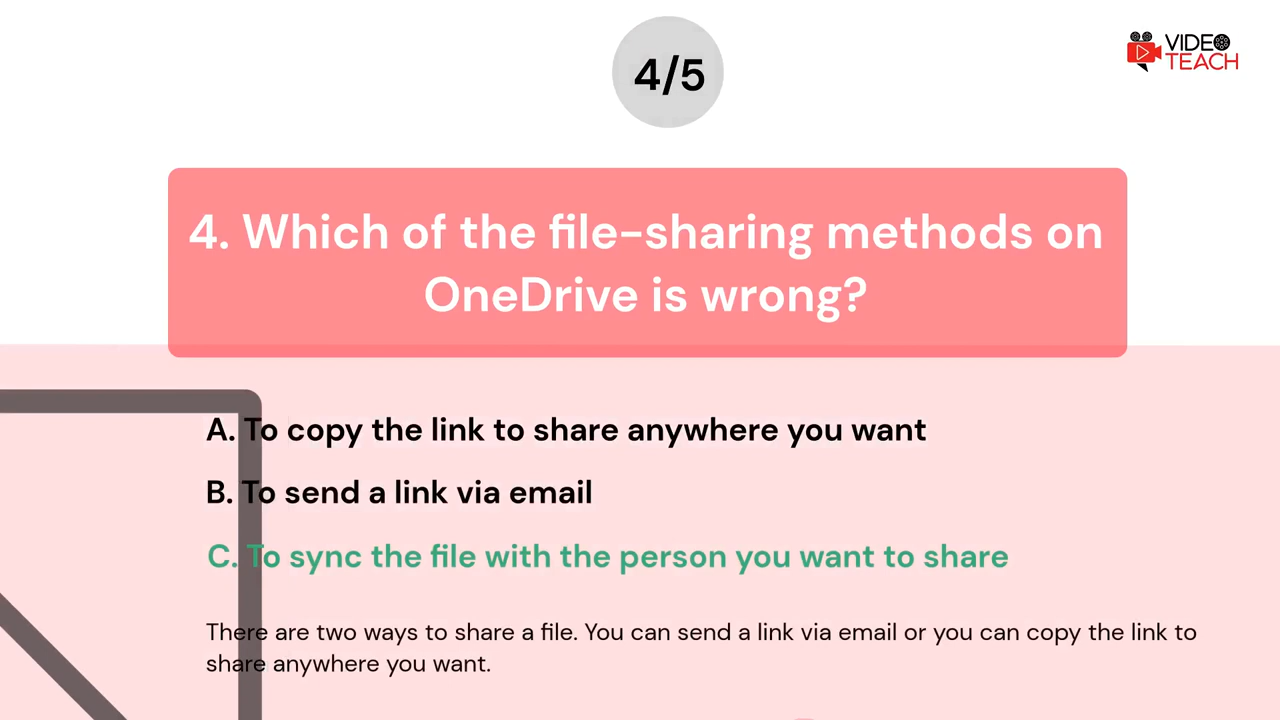 4/5
VIDEO
TEACH
4. Which of the file-sharing methods on
OneDrive is wrong?
A. To copy the link to share anywhere you want
B. To send a link via email
C. To sync the file with the person you want to share
There are two ways to share a file. You can send a link via email or you can copy the link to
share anywhere you want.